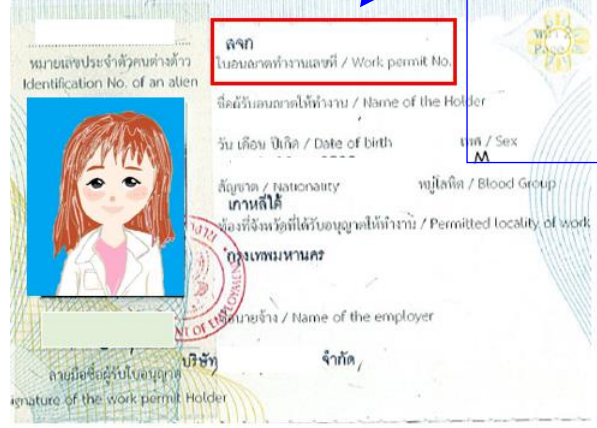 หมายเลขประจำตัวคนต่างด้าว
Identification No. of an alien
ลจก
ใบอนุญาตทำงานเลขที่ / Work permit No.
ชื่อผู้รับอนุญาตให้ทำงาน / Name of the Holder
วัน เดือน ปีเกิด / Date of birth
เพศ / Sex
M
สัญชาติ / Nationality
หมู่โลหิต / Blood Group
เกาหลีใต้
ท้องที่จังหวัดที่ได้รับอนุญาตให้ทำงาน / Permitted locality of work
กรุงเทพมหานคร
ชื่อนายจ้าง / Name of the employer
บริษัท จำกัด
ลายมือชื่อผู้รับใบอนุญาต
Signature of the work permit Holder